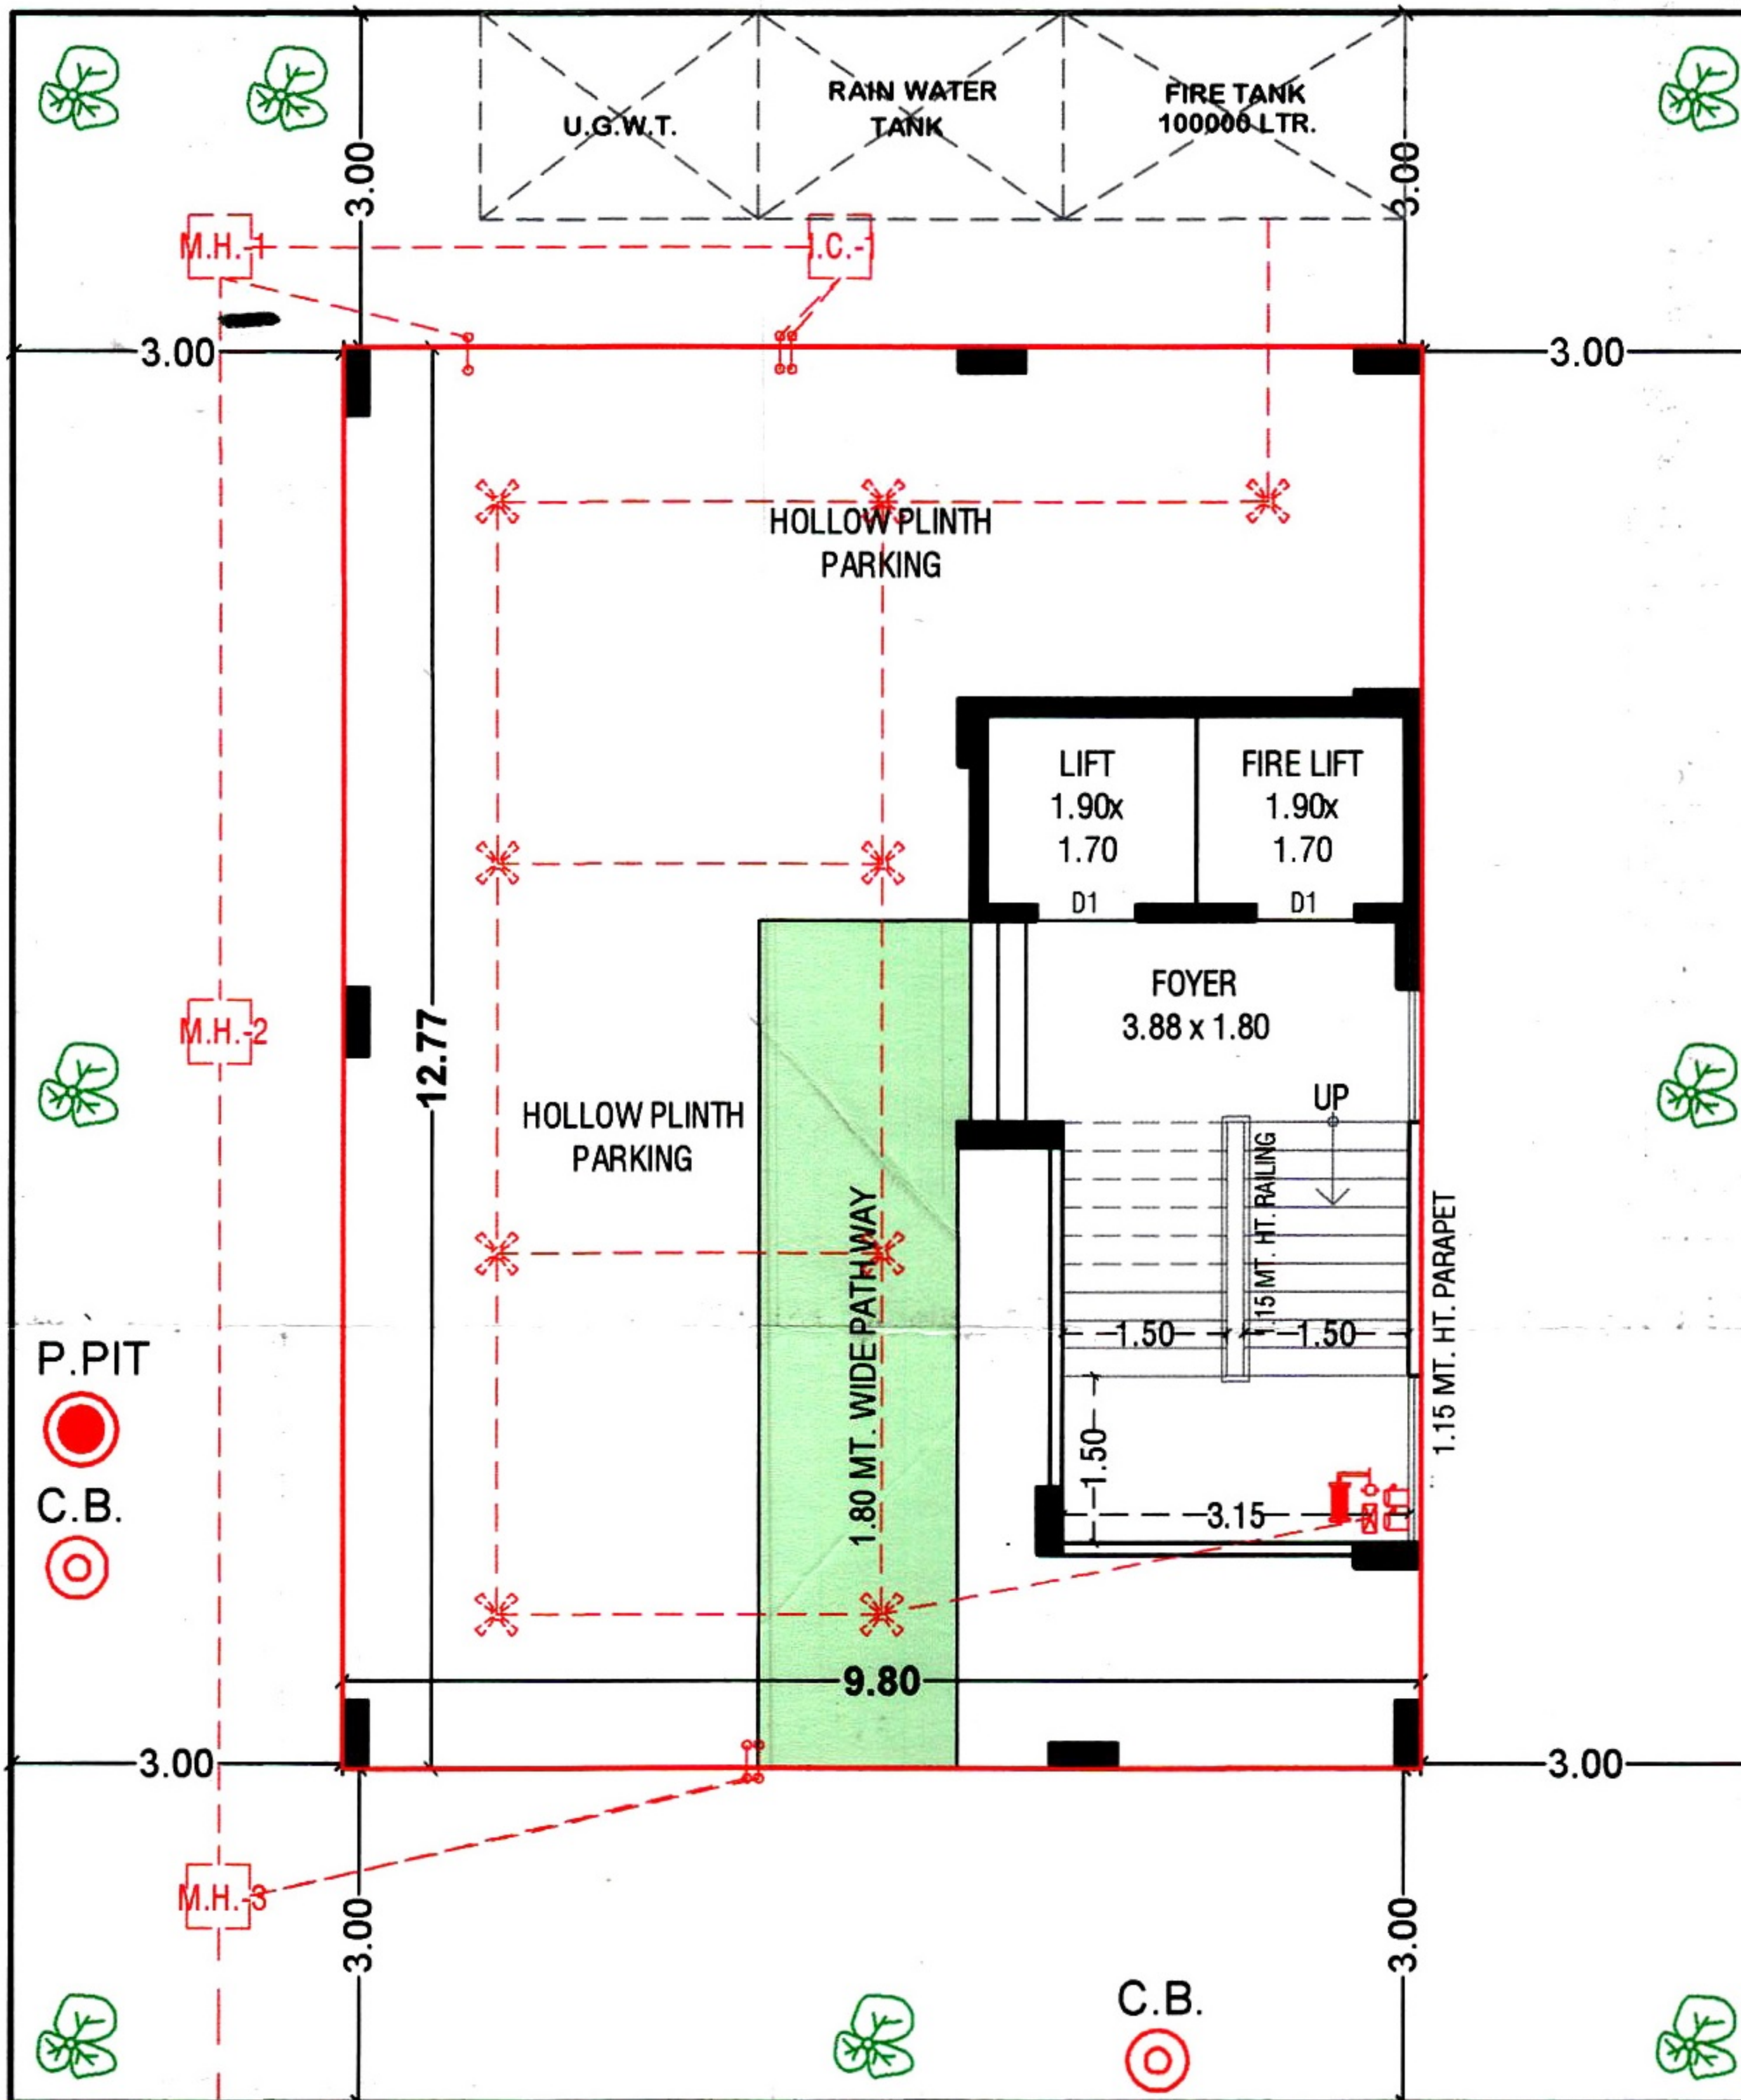 U.G.W.T.
RAIN WATER
TANK
FIRE TANK
100000 LTR.
3.00
3.00
M.H.-1
I.C.-1
3.00
3.00
HOLLOW PLINTH
PARKING
LIFT
1.90x
1.70
D1
FIRE LIFT
1.90x
1.70
D1
FOYER
3.88 x 1.80
12.77
M.H.-2
UP
HOLLOW PLINTH
PARKING
1.80 MT. WIDE PATHWAY
.15 MT. HT. RAILING
1.15 MT. HT. PARAPET
1.50
1.50
1.50
3.15
P.PIT
C.B.
9.80
3.00
3.00
M.H.-3
3.00
3.00
C.B.